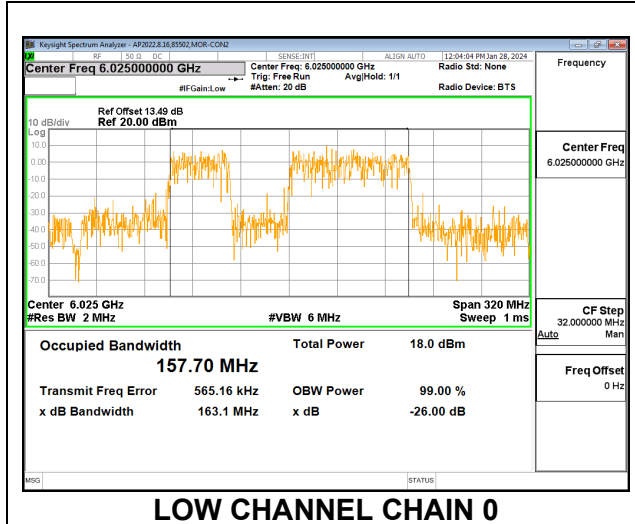 Keysight Spectrum Analyzer - AP2022.8.16,85502,MOR-CON2
RF 50 Ω DC SENSE:INT ALIGN AUTO 12:04:04 PM Jan 28, 2024
Center Freq 6.025000000 GHz Center Freq: 6.025000000 GHz Radio Std: None Frequency
Trig: Free Run Avg|Hold: 1/1
#IFGain:Low #Atten: 20 dB Radio Device: BTS
Ref Offset 13.49 dB
10 dB/div Ref 20.00 dBm
Log
10.0
0.00
-10.0
-20.0
-30.0
-40.0
-50.0
-60.0
-70.0
Center Freq
6.025000000 GHz
Center 6.025 GHz Span 320 MHz
#Res BW 2 MHz #VBW 6 MHz Sweep 1 ms
CF Step
32.000000 MHz
Auto Man
Occupied Bandwidth Total Power 18.0 dBm
157.70 MHz
Freq Offset
0 Hz
Transmit Freq Error 565.16 kHz OBW Power 99.00 %
x dB Bandwidth 163.1 MHz x dB -26.00 dB
MSG STATUS
LOW CHANNEL CHAIN 0